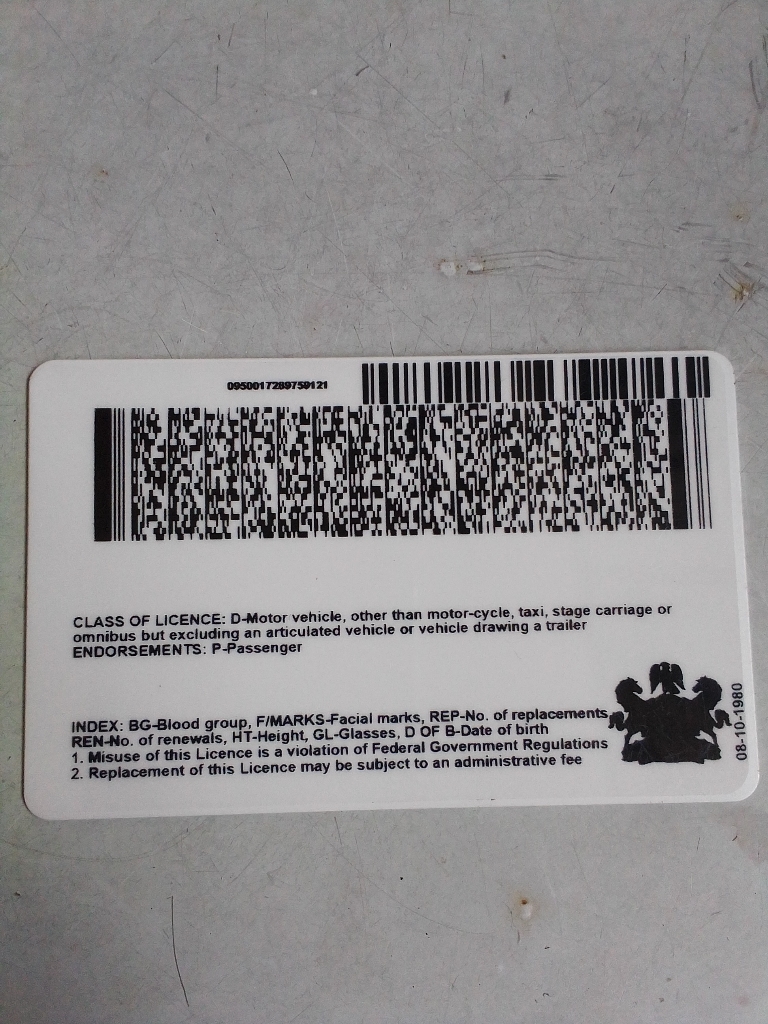 0950017289759121
CLASS OF LICENCE: D-Motor vehicle, other than motor-cycle, taxi, stage carriage or
omnibus but excluding an articulated vehicle or vehicle drawing a trailer
ENDORSEMENTS: P-Passenger
INDEX: BG-Blood group, F/MARKS-Facial marks, REP-No. of replacements
REN-No. of renewals, HT-Height, GL-Glasses, D OF B-Date of birth
1. Misuse of this Licence is a violation of Federal Government Regulations
2. Replacement of this Licence may be subject to an administrative fee
08-10-1980